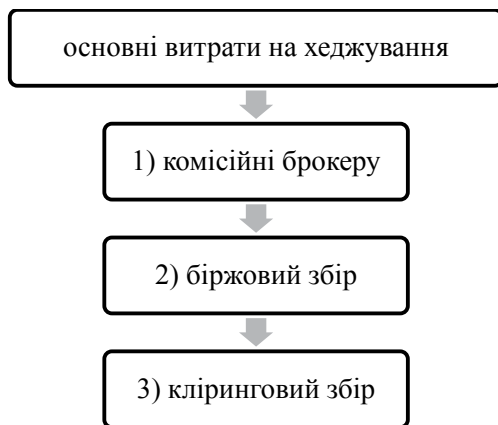 основні витрати на хеджування
1) комісійні брокеру
2) біржовий збір
3) кліринговий збір